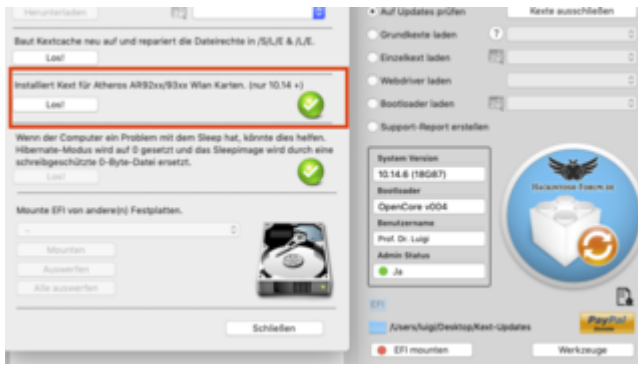 Herunterladen
Baut Kextcache neu auf und repariert die Dateirechte in /S/L/E & /L/E.
Los!
Installiert Kext für Atheros AR92xx/93xx Wlan Karten. (nur 10.14 +)
Los!
Wenn der Computer ein Problem mit dem Sleep hat, könnte dies helfen.
Hibernate-Modus wird auf 0 gesetzt und das Sleepimage wird durch eine
schreibgeschützte 0-Byte-Datei ersetzt.
Los!
Mounte EFI von andere(n) Festplatten.
--
Mounten
Auswerfen
Alle auswerfen
Schließen
Auf Updates prüfen
Kexte ausschließen
Grundkexte laden
?
Einzelkext laden
Webdriver laden
Bootloader laden
Support-Report erstellen
System Version
10.14.6 (18G87)
Bootloader
OpenCore v004
Benutzername
Prof. Dr. Luigi
Admin Status
Ja
Hackintosh-Forum.de
EFI
/Users/luigi/Desktop/Kext-Updates
PayPal
EFI mounten
Werkzeuge